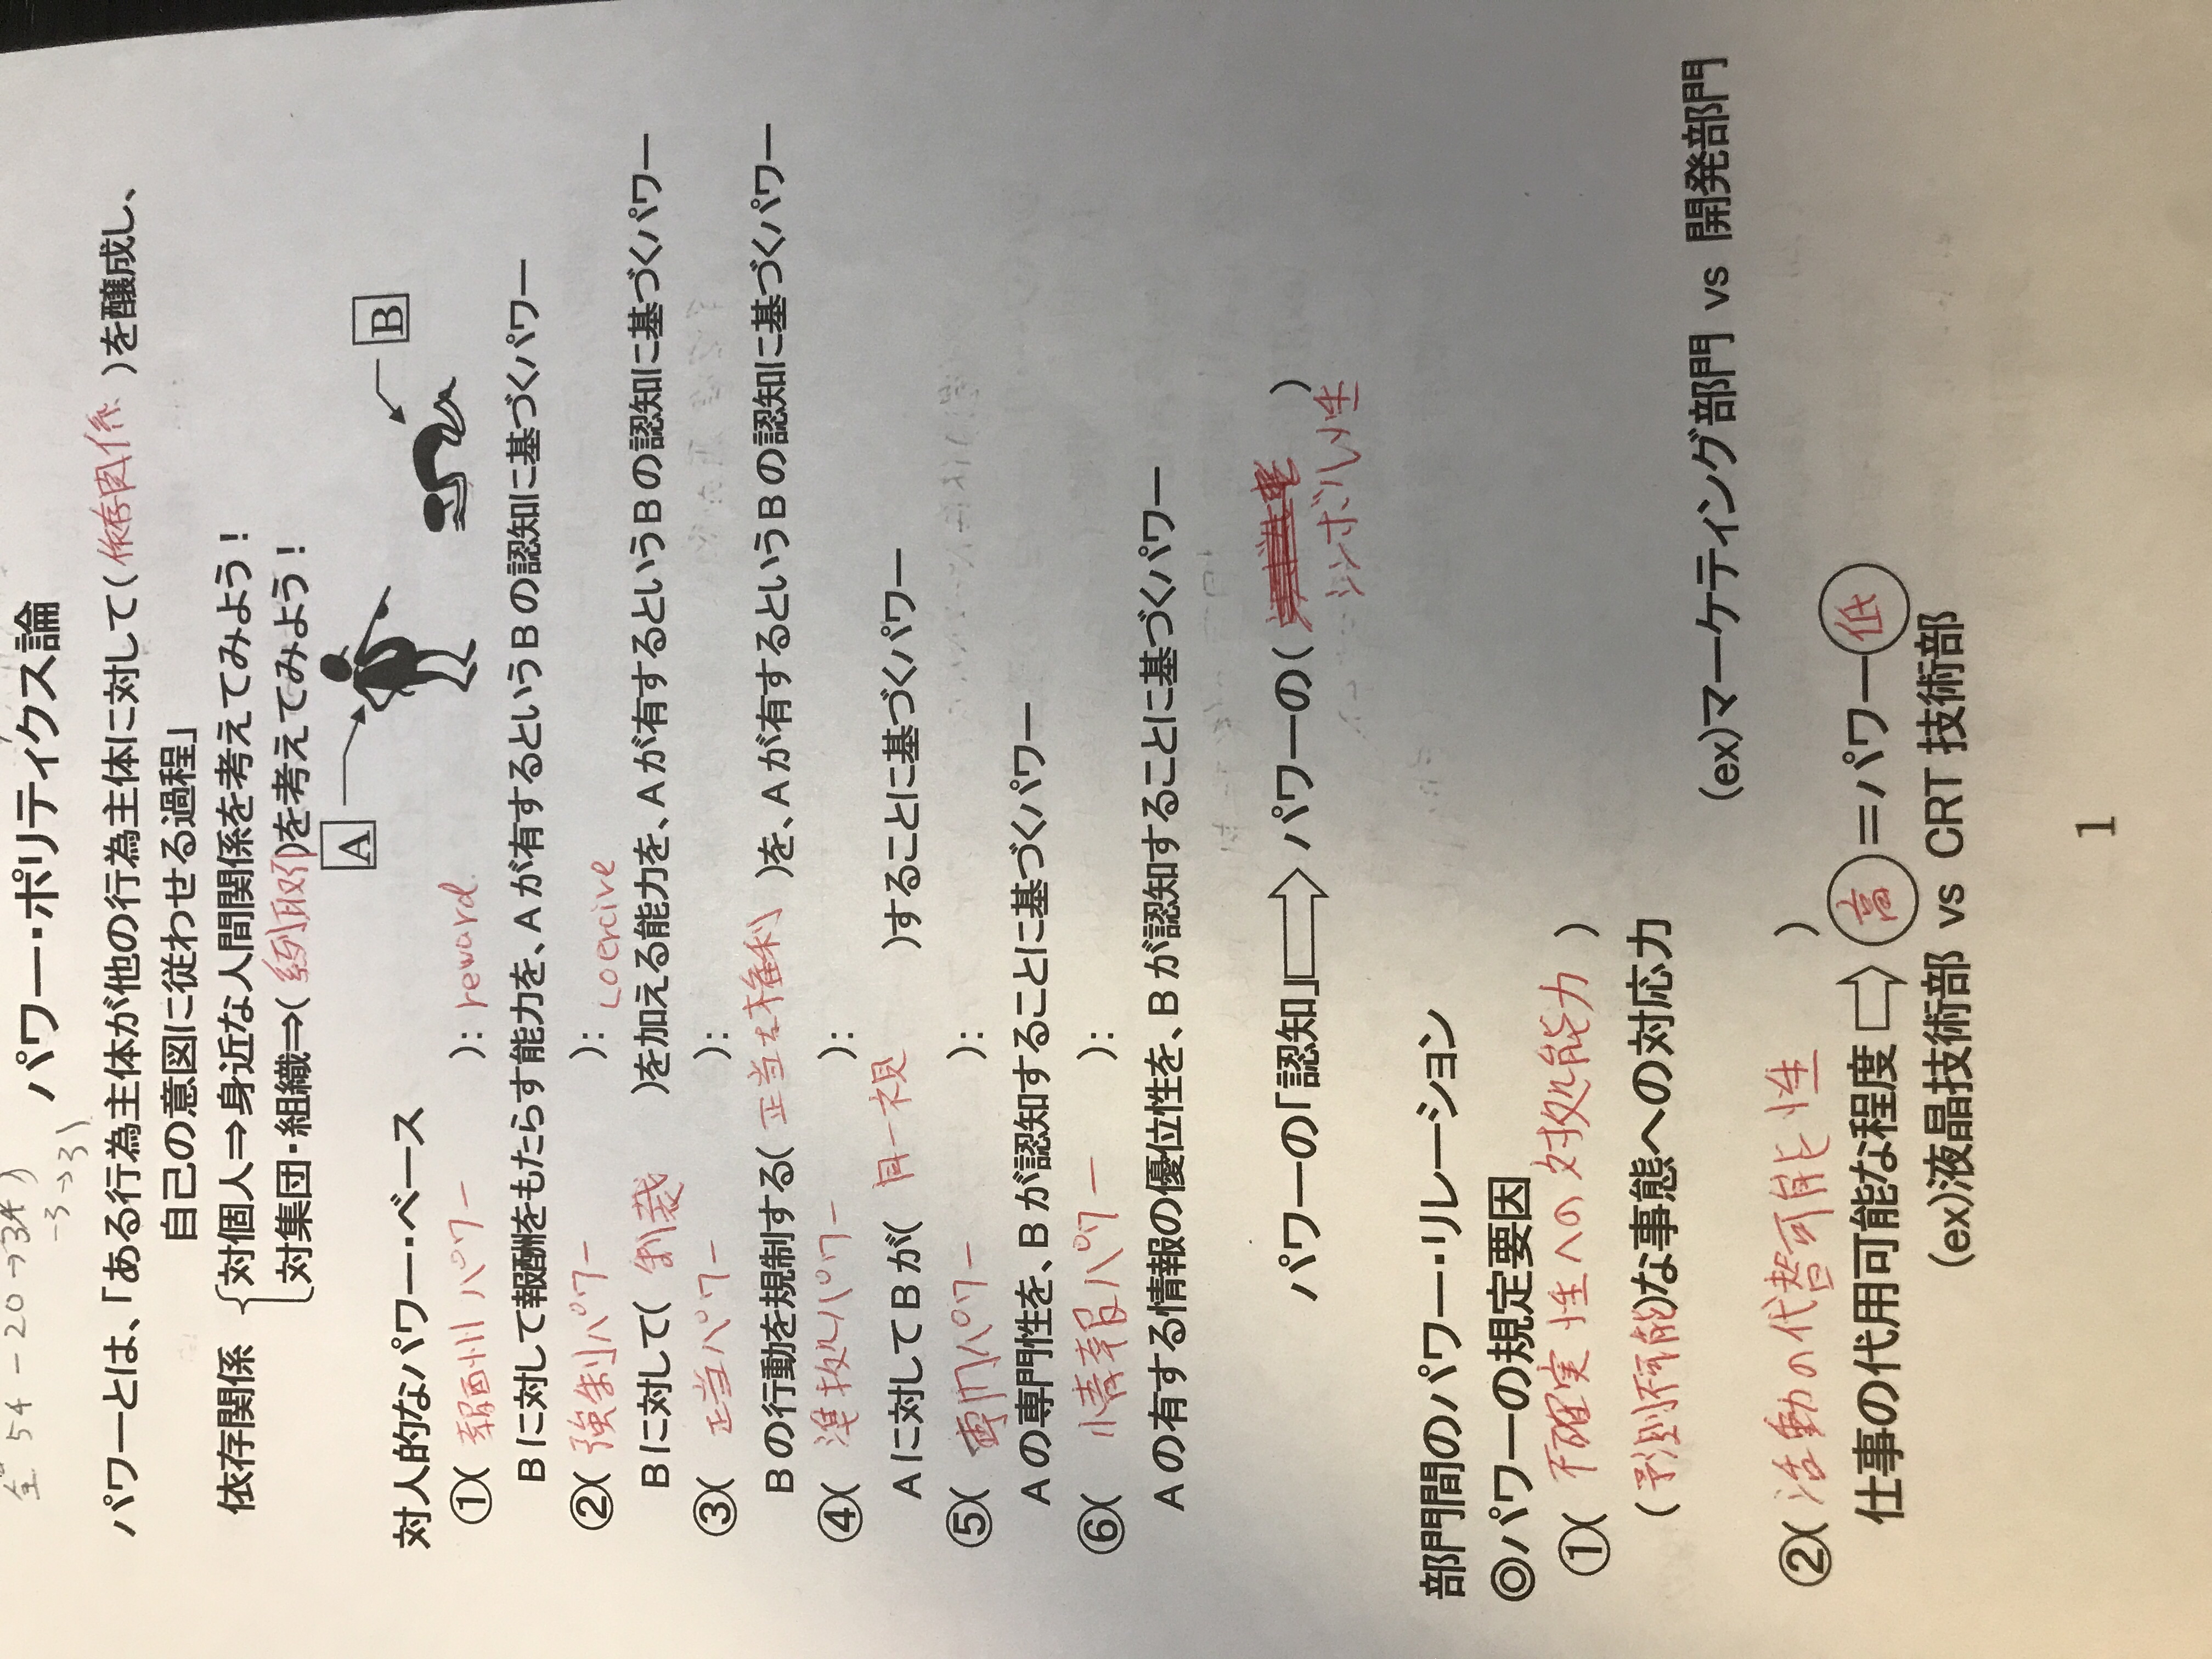 全 54 - 20 → 34)
-3 → 31
パワー・ポリティクス論
パワーとは、「ある行為主体が他の行為主体に対して( 依存関係 )を醸成し、
自己の意図に従わせる過程」
依存関係 対個人⇒身近な人間関係を考えてみよう！
対集団・組織⇒( 系列取引 )を考えてみよう！
A
B
対人的なパワー・ベース
①( 報酬パワー ): reward.
Bに対して報酬をもたらす能力を、Aが有するというBの認知に基づくパワー
②( 強制パワー ): coercive
Bに対して( 制裁 )を加える能力を、Aが有するというBの認知に基づくパワー
③( 正当パワー ):
Bの行動を規制する( 正当な権利 )を、Aが有するというBの認知に基づくパワー
④( 準拠パワー ):
Aに対してBが( 同一視 )することに基づくパワー
⑤( 専門パワー ):
Aの専門性を、Bが認知することに基づくパワー
⑥( 情報パワー ):
Aの有する情報の優位性を、Bが認知することに基づくパワー
パワーの「認知」⇨ パワーの( )
シンボル性
部門間のパワー・リレーション
◎パワーの規定要因
①( 不確実性への対処能力 )
( 予測不可能 )な事態への対応力
(ex)マーケティング部門 vs 開発部門
②( 活動の代替可能性 )
仕事の代用可能な程度 ⇨ 高 ＝パワー 低
(ex)液晶技術部 vs CRT 技術部
1